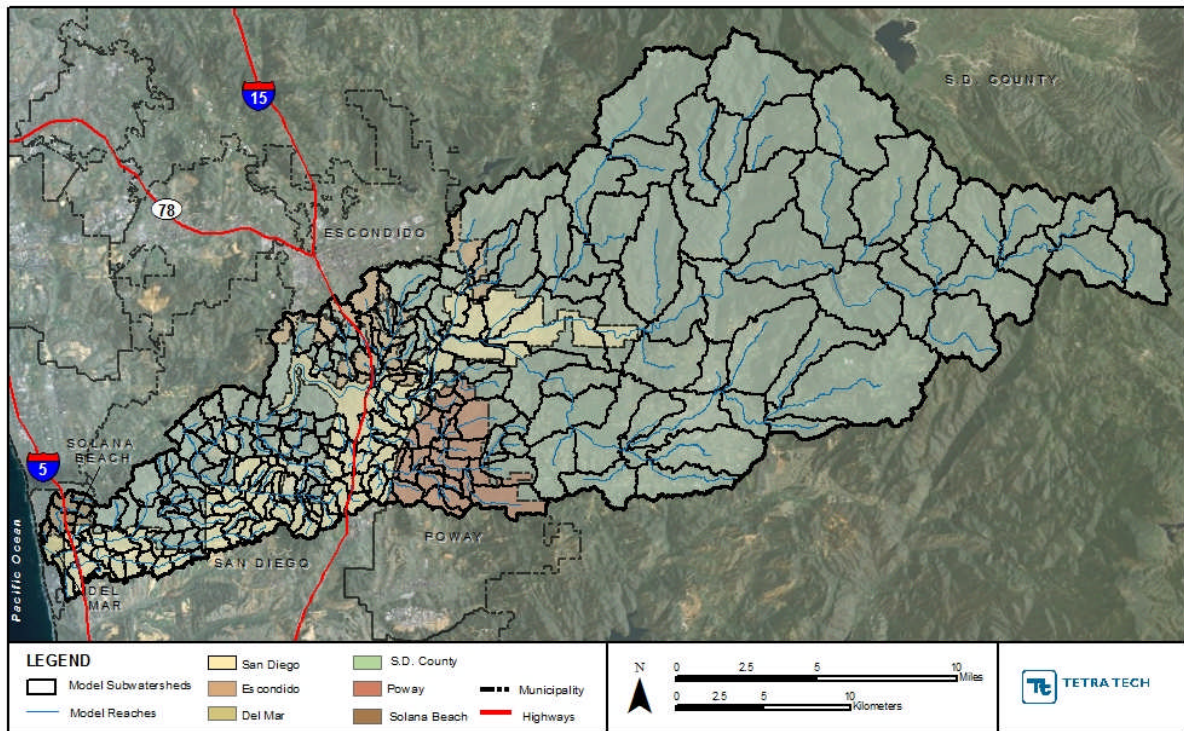 S.D. COUNTY
15
78
ESCONDIDO
SOLANA
BEACH
5
Pacific Ocean
SAN DIEGO
POWAY
DEL
MAR
LEGEND
Model Subwatersheds
Model Reaches
San Diego
Escondido
Del Mar
S.D. County
Poway
Solana Beach
Municipality
Highways
N
0 2.5 5 10
Miles
0 2.5 5 10
Kilometers
Tt TETRA TECH